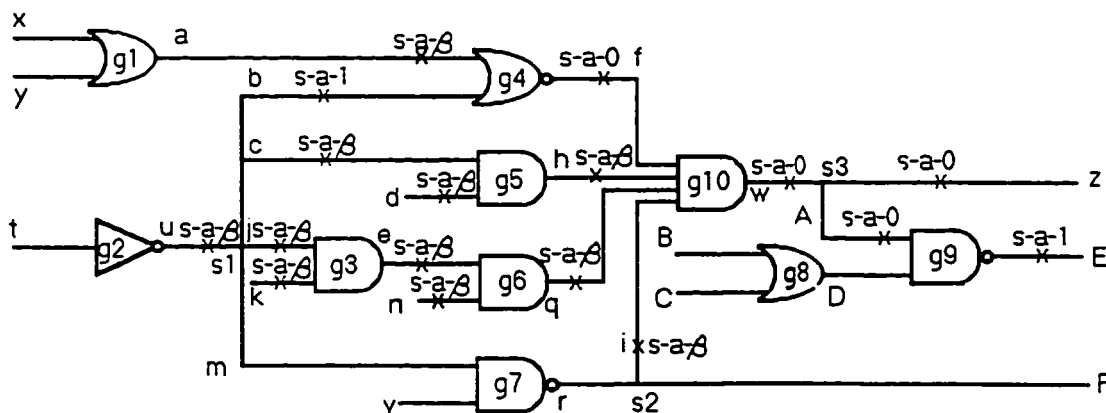 x
a
s-a-β
s-a-0
f
g1
g4
y
b
s-a-1
c
s-a-β
h
s-a-β
g5
g10
s-a-0
s3
s-a-0
z
d
s-a-β
w
A
s-a-0
t
g2
u
s-a-β
j
s-a-β
e
s-a-β
s-a-β
B
g9
s-a-1
E
s1
g3
g6
s-a-β
k
s-a-β
n
q
C
g8
D
i
s-a-β
m
g7
r
s2
F